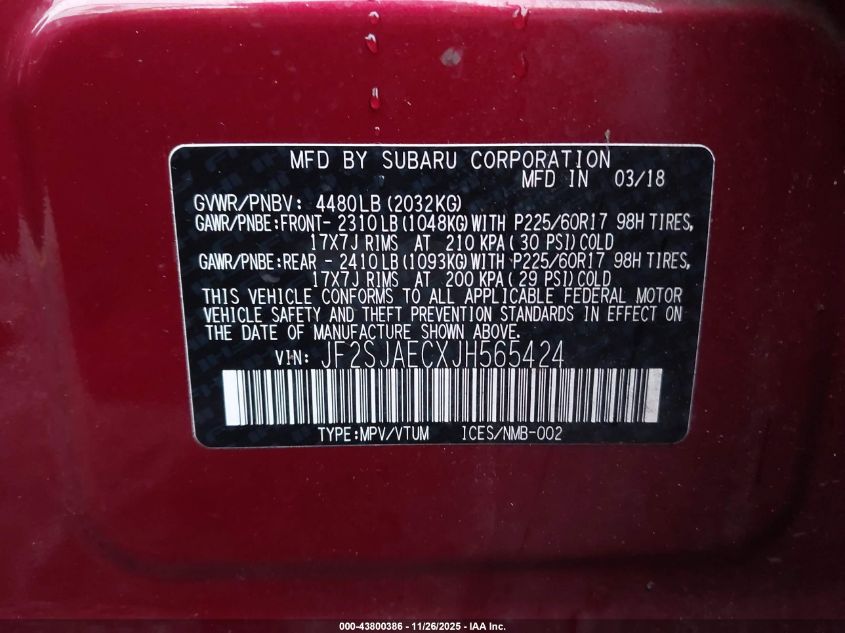 MFD BY SUBARU CORPORATION
MFD IN 03/18
GVWR/PNBV: 4480LB(2032KG)
GAWR/PNBE:FRONT- 2310LB(1048KG)WITH P225/60R17 98H TIRES,
17X7J RIMS AT 210 KPA(30 PSI)COLD
GAWR/PNBE:REAR - 2410LB(1093KG)WITH P225/60R17 98H TIRES,
17X7J RIMS AT 200 KPA(29 PSI)COLD
THIS VEHICLE CONFORMS TO ALL APPLICABLE FEDERAL MOTOR
VEHICLE SAFETY AND THEFT PREVENTION STANDARDS IN EFFECT ON
THE DATE OF MANUFACTURE SHOWN ABOVE.
VIN: JF2SJAECXJH565424
TYPE:MPV/VTUM ICES/NMB-002
000-43800386 - 11/26/2025 - IAA Inc.